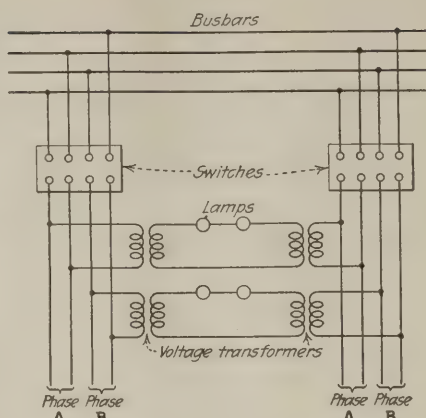 Busbars
Switches
Lamps
Voltage transformers
Phase Phase Phase Phase
A B A B